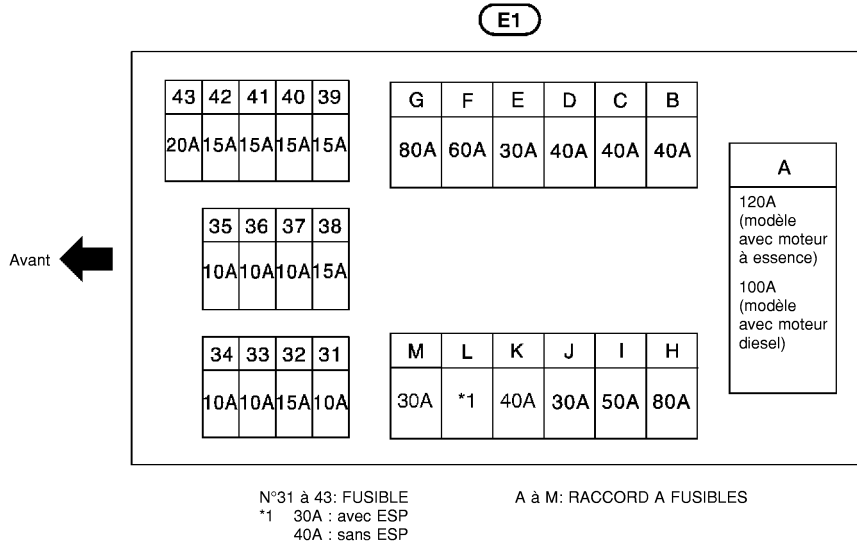 E1
43 42 41 40 39
20A 15A 15A 15A 15A
G F E D C B
80A 60A 30A 40A 40A 40A
A
120A
(modèle
avec moteur
à essence)
100A
(modèle
avec moteur
diesel)
35 36 37 38
10A 10A 10A 15A
Avant
34 33 32 31
10A 10A 15A 10A
M L K J I H
30A *1 40A 30A 50A 80A
N°31 à 43: FUSIBLE
*1 30A : avec ESP
40A : sans ESP
A à M: RACCORD A FUSIBLES